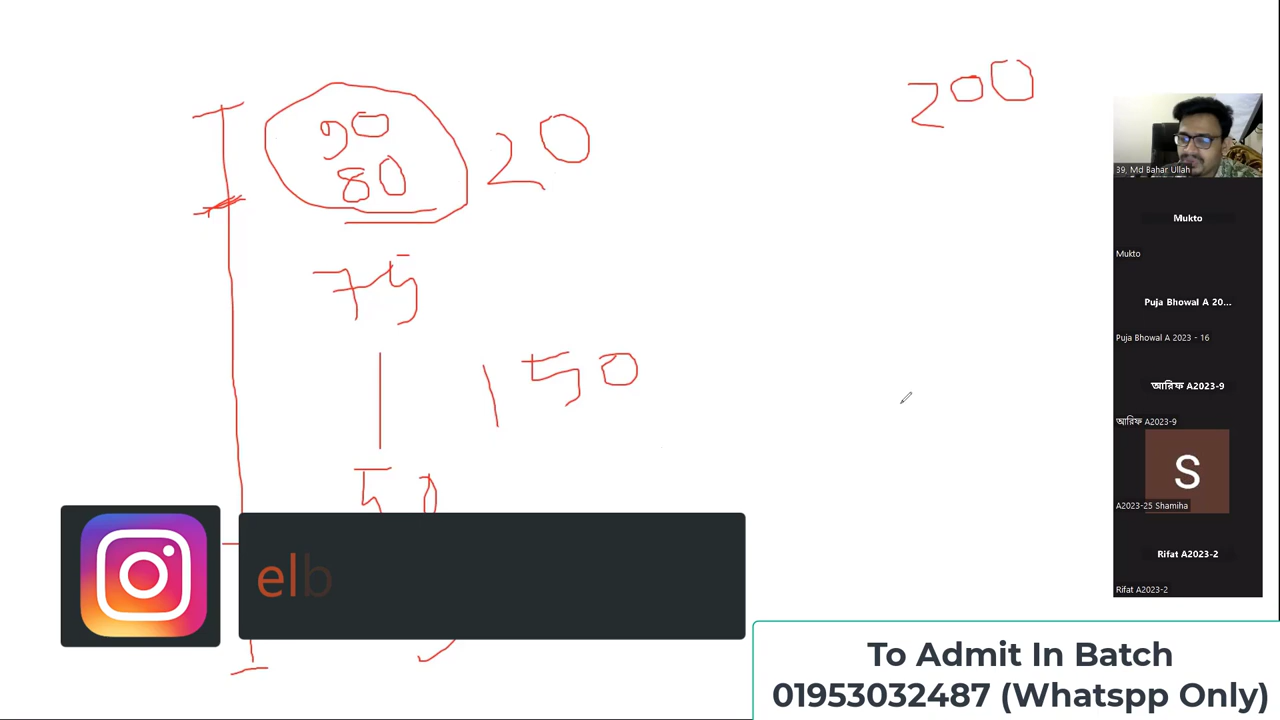 200
90
20
80
75
150
50
39, Md Bahar Ullah
Mukto
Mukto
Puja Bhowal A 20...
Puja Bhowal A 2023 - 16
আরিফ A2023-9
আরিফ A2023-9
S
A2023-25 Shamiha
Rifat A2023-2
Rifat A2023-2
elb
To Admit In Batch
01953032487 (Whatspp Only)